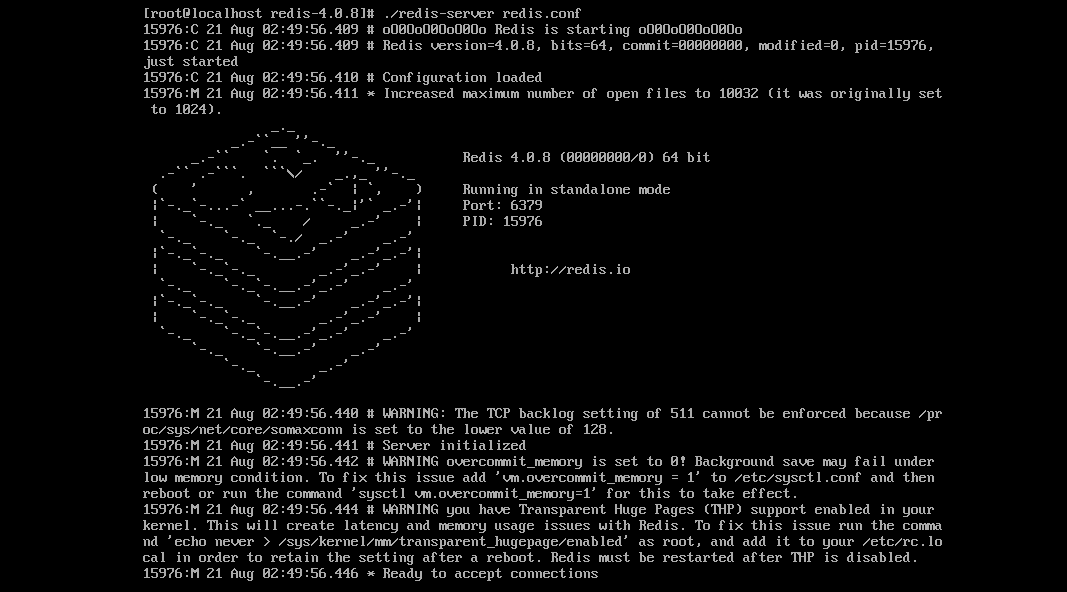 [root@localhost redis-4.0.8]# ./redis-server redis.conf
15976:C 21 Aug 02:49:56.409 # oO0OoO0OoO0Oo Redis is starting oO0OoO0OoO0Oo
15976:C 21 Aug 02:49:56.409 # Redis version=4.0.8, bits=64, commit=00000000, modified=0, pid=15976,
just started
15976:C 21 Aug 02:49:56.410 # Configuration loaded
15976:M 21 Aug 02:49:56.411 * Increased maximum number of open files to 10032 (it was originally set
 to 1024).
Redis 4.0.8 (00000000/0) 64 bit
Running in standalone mode
Port: 6379
PID: 15976
http://redis.io
15976:M 21 Aug 02:49:56.440 # WARNING: The TCP backlog setting of 511 cannot be enforced because /pr
oc/sys/net/core/somaxconn is set to the lower value of 128.
15976:M 21 Aug 02:49:56.441 # Server initialized
15976:M 21 Aug 02:49:56.442 # WARNING overcommit_memory is set to 0! Background save may fail under
low memory condition. To fix this issue add 'vm.overcommit_memory = 1' to /etc/sysctl.conf and then
reboot or run the command 'sysctl vm.overcommit_memory=1' for this to take effect.
15976:M 21 Aug 02:49:56.444 # WARNING you have Transparent Huge Pages (THP) support enabled in your
kernel. This will create latency and memory usage issues with Redis. To fix this issue run the comma
nd 'echo never > /sys/kernel/mm/transparent_hugepage/enabled' as root, and add it to your /etc/rc.lo
cal in order to retain the setting after a reboot. Redis must be restarted after THP is disabled.
15976:M 21 Aug 02:49:56.446 * Ready to accept connections